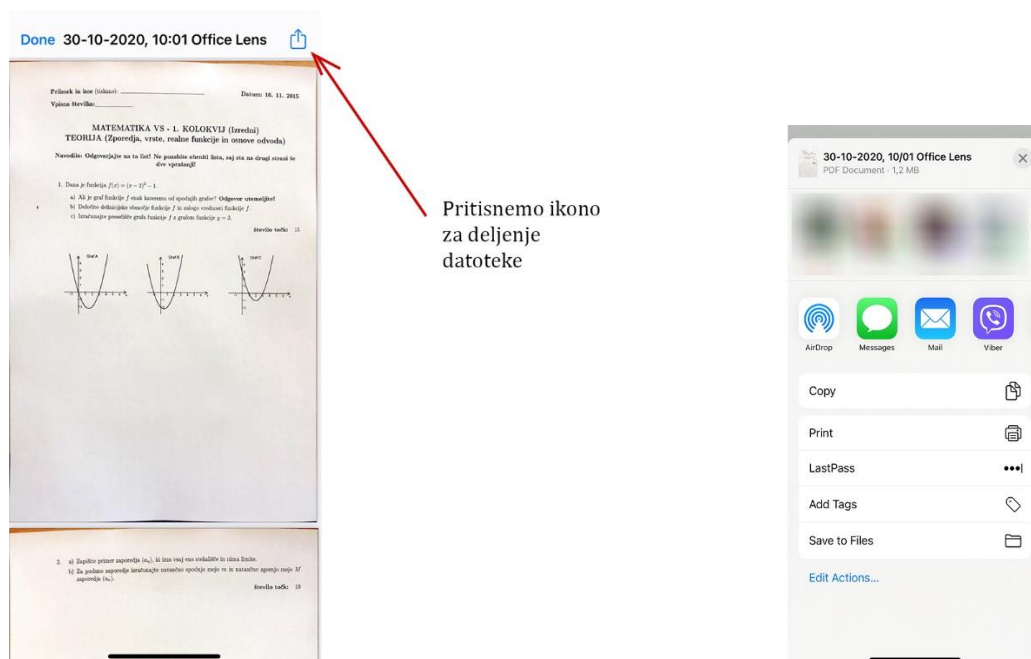 Done 30-10-2020, 10:01 Office Lens
Priimek in ime (tiskano):
Datum: 16. 11. 2015
Vpisna številka:
MATEMATIKA VS - 1. KOLOKVIJ (Izredni)
TEORIJA (Zporedja, vrste, realne funkcije in osnove odvoda)
Navodilo: Odgovarjajte na ta list! Ne pozabite obrniti lista, saj sta na drugi strani še
dve vprašanji!
1. Dana je funkcija f(x) = (x − 2)² − 1.
a) Ali je graf funkcije f enak kateremu od spodnjih grafov? Odgovor utemeljite!
b) Določite definicijsko območje funkcije f in zalogo vrednosti funkcije f.
c) Izračunajte presečišče grafa funkcije f z grafom funkcije y = 3.
število točk: 15
Graf A
Graf B
Graf C
2. a) Zapišite primer zaporedja (aₙ), ki ima vsaj eno stekališče in nima limite.
b) Za podano zaporedje izračunajte natančno spodnjo mejo m in natančno zgornjo mejo M
zaporedja (aₙ).
število točk: 10
Pritisnemo ikono
za deljenje
datoteke
30-10-2020, 10/01 Office Lens
PDF Document · 1,2 MB
AirDrop
Messages
Mail
Viber
Copy
Print
LastPass
Add Tags
Save to Files
Edit Actions...